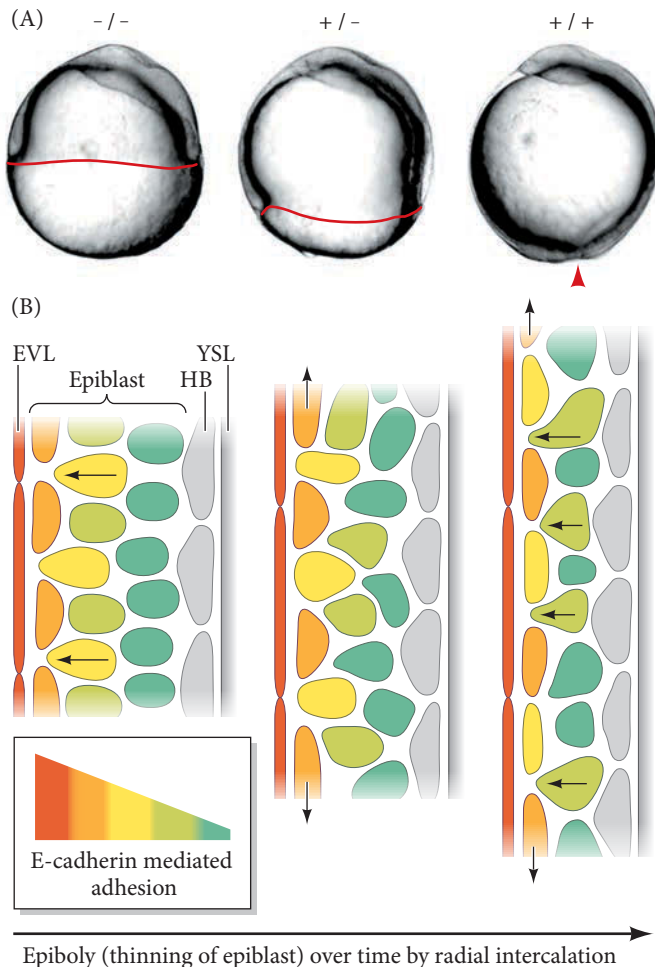 (A)
– / –
+ / –
+ / +
(B)
EVL
Epiblast
HB
YSL
E-cadherin mediated
adhesion
Epiboly (thinning of epiblast) over time by radial intercalation